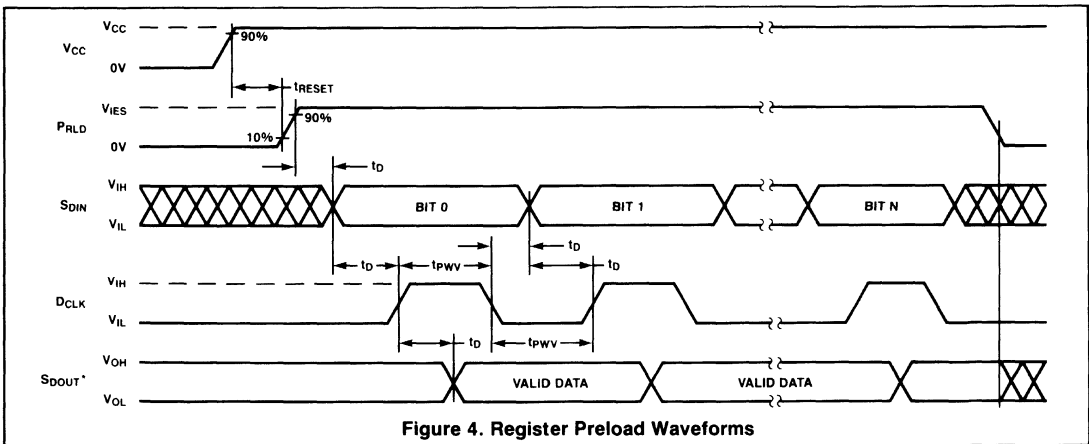 VCC
VCC
90%
0V
tRESET
VIES
PRLD
90%
10%
0V
tD
VIH
SDIN
BIT 0
BIT 1
BIT N
VIL
tD
tD
tPWV
tD
VIH
DCLK
VIL
tD
tPWV
VOH
SDOUT*
VALID DATA
VALID DATA
VOL
Figure 4. Register Preload Waveforms